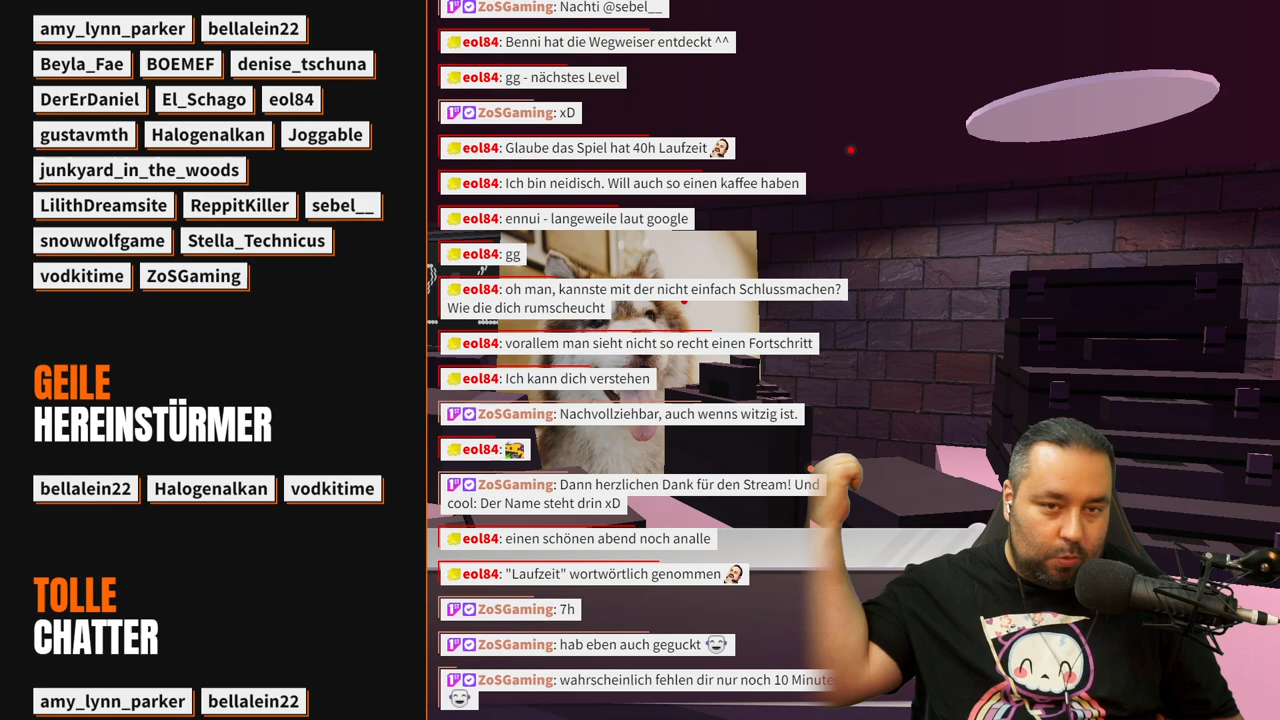 amy_lynn_parker bellalein22
Beyla_Fae BOEMEF denise_tschuna
DerErDaniel El_Schago eol84
gustavmth Halogenalkan Joggable
junkyard_in_the_woods
LilithDreamsite ReppitKiller sebel__
snowwolfgame Stella_Technicus
vodkitime ZoSGaming
GEILE
HEREINSTÜRMER
bellalein22 Halogenalkan vodkitime
TOLLE
CHATTER
amy_lynn_parker bellalein22
ZoSGaming: Nachti @sebel__
eol84: Benni hat die Wegweiser entdeckt ^^
eol84: gg - nächstes Level
ZoSGaming: xD
eol84: Glaube das Spiel hat 40h Laufzeit
eol84: Ich bin neidisch. Will auch so einen kaffee haben
eol84: ennui - langeweile laut google
eol84: gg
eol84: oh man, kannste mit der nicht einfach Schlussmachen?
Wie die dich rumscheucht
eol84: vorallem man sieht nicht so recht einen Fortschritt
eol84: Ich kann dich verstehen
ZoSGaming: Nachvollziehbar, auch wenns witzig ist.
eol84:
ZoSGaming: Dann herzlichen Dank für den Stream! Und
cool: Der Name steht drin xD
eol84: einen schönen abend noch analle
eol84: "Laufzeit" wortwörtlich genommen
ZoSGaming: 7h
ZoSGaming: hab eben auch geguckt
ZoSGaming: wahrscheinlich fehlen dir nur noch 10 Minute